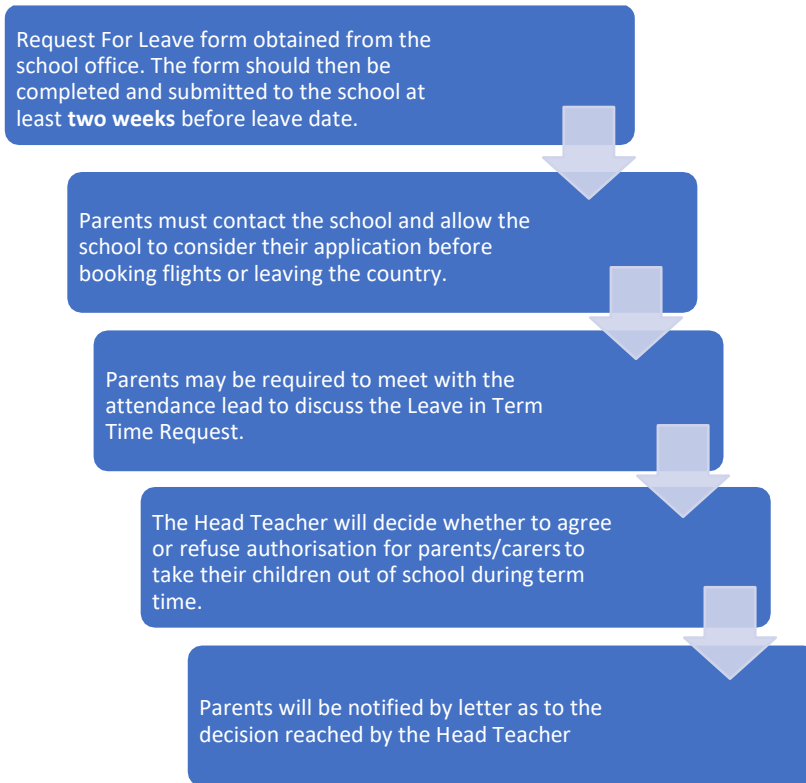 Request For Leave form obtained from the
school office. The form should then be
completed and submitted to the school at
least two weeks before leave date.
Parents must contact the school and allow the
school to consider their application before
booking flights or leaving the country.
Parents may be required to meet with the
attendance lead to discuss the Leave in Term
Time Request.
The Head Teacher will decide whether to agree
or refuse authorisation for parents/carers to
take their children out of school during term
time.
Parents will be notified by letter as to the
decision reached by the Head Teacher